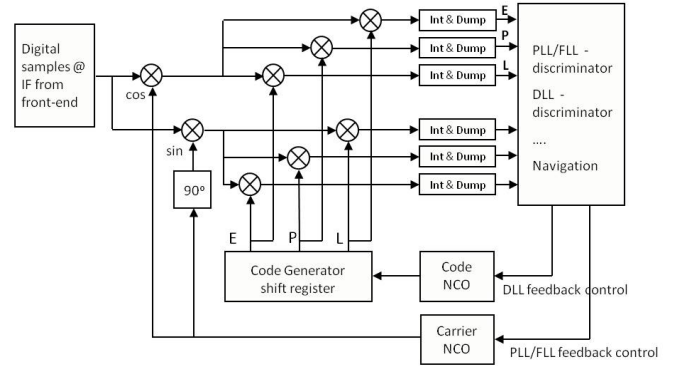 Digital
samples @
IF from
front-end
cos
sin
90º
Int & Dump
Int & Dump
Int & Dump
Int & Dump
Int & Dump
Int & Dump
E
P
L
PLL/FLL -
discriminator
DLL -
discriminator
....
Navigation
E P L
Code Generator
shift register
Code
NCO
DLL feedback control
Carrier
NCO
PLL/FLL feedback control